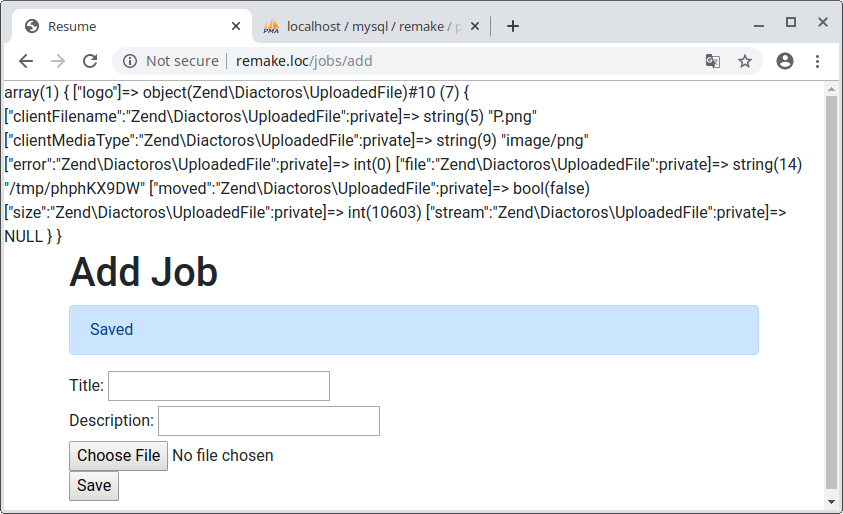 Resume
localhost / mysql / remake / p
Not secure | remake.loc/jobs/add
array(1) { ["logo"]=> object(Zend\Diactoros\UploadedFile)#10 (7) {
["clientFilename":"Zend\Diactoros\UploadedFile":private]=> string(5) "P.png"
["clientMediaType":"Zend\Diactoros\UploadedFile":private]=> string(9) "image/png"
["error":"Zend\Diactoros\UploadedFile":private]=> int(0) ["file":"Zend\Diactoros\UploadedFile":private]=> string(14)
"/tmp/phphKX9DW" ["moved":"Zend\Diactoros\UploadedFile":private]=> bool(false)
["size":"Zend\Diactoros\UploadedFile":private]=> int(10603) ["stream":"Zend\Diactoros\UploadedFile":private]=>
NULL } }
Add Job
Saved
Title:
Description:
Choose File No file chosen
Save